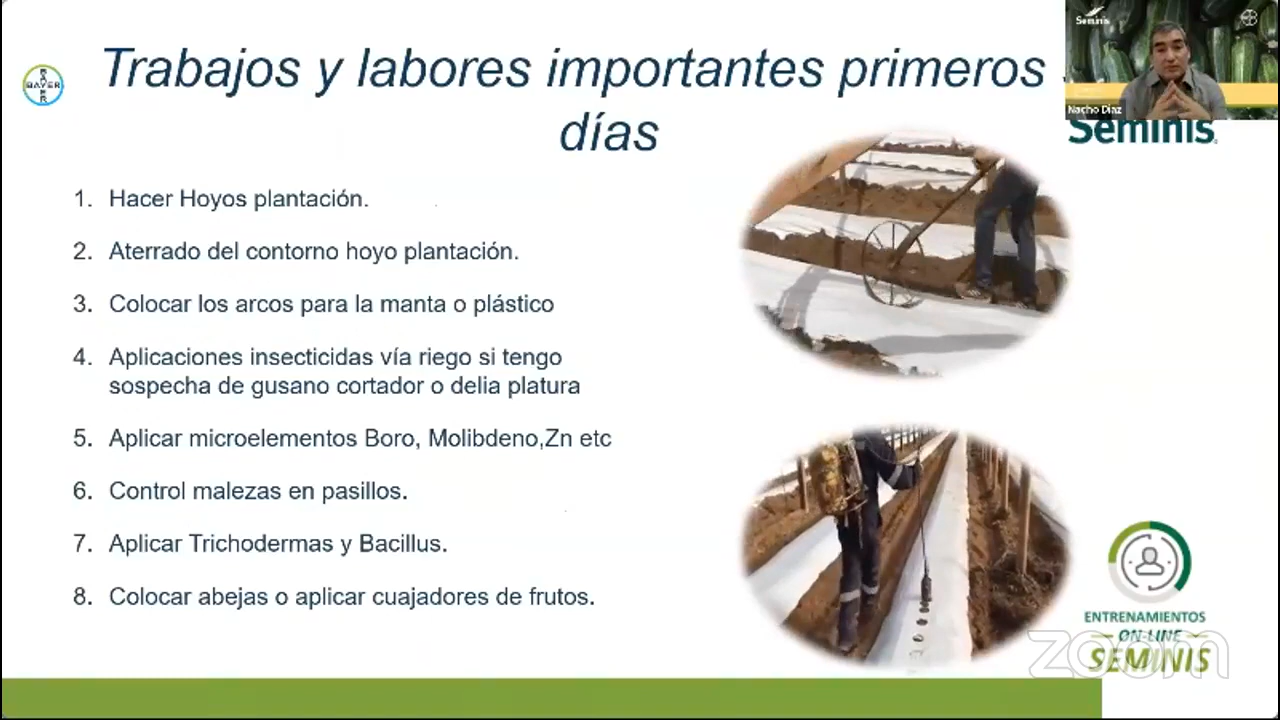 Trabajos y labores importantes primeros
días
BAYER
Seminis
Nacho Diaz
Seminis
1. Hacer Hoyos plantación.
2. Aterrado del contorno hoyo plantación.
3. Colocar los arcos para la manta o plástico
4. Aplicaciones insecticidas vía riego si tengo
sospecha de gusano cortador o delia platura
5. Aplicar microelementos Boro, Molibdeno,Zn etc
6. Control malezas en pasillos.
7. Aplicar Trichodermas y Bacillus.
8. Colocar abejas o aplicar cuajadores de frutos.
ENTRENAMIENTOS
ON-LINE
SEMINIS
zoom